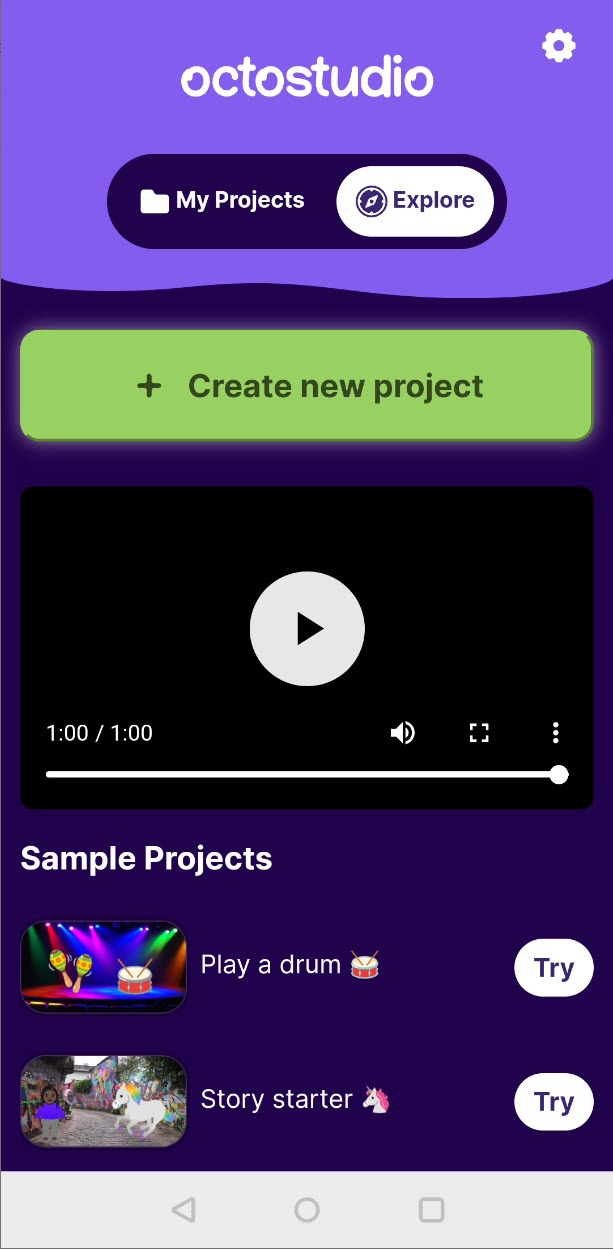 octostudio
My Projects
Explore
Create new project
1:00 / 1:00
Sample Projects
Play a drum 🥁
Try
Story starter 🦄
Try